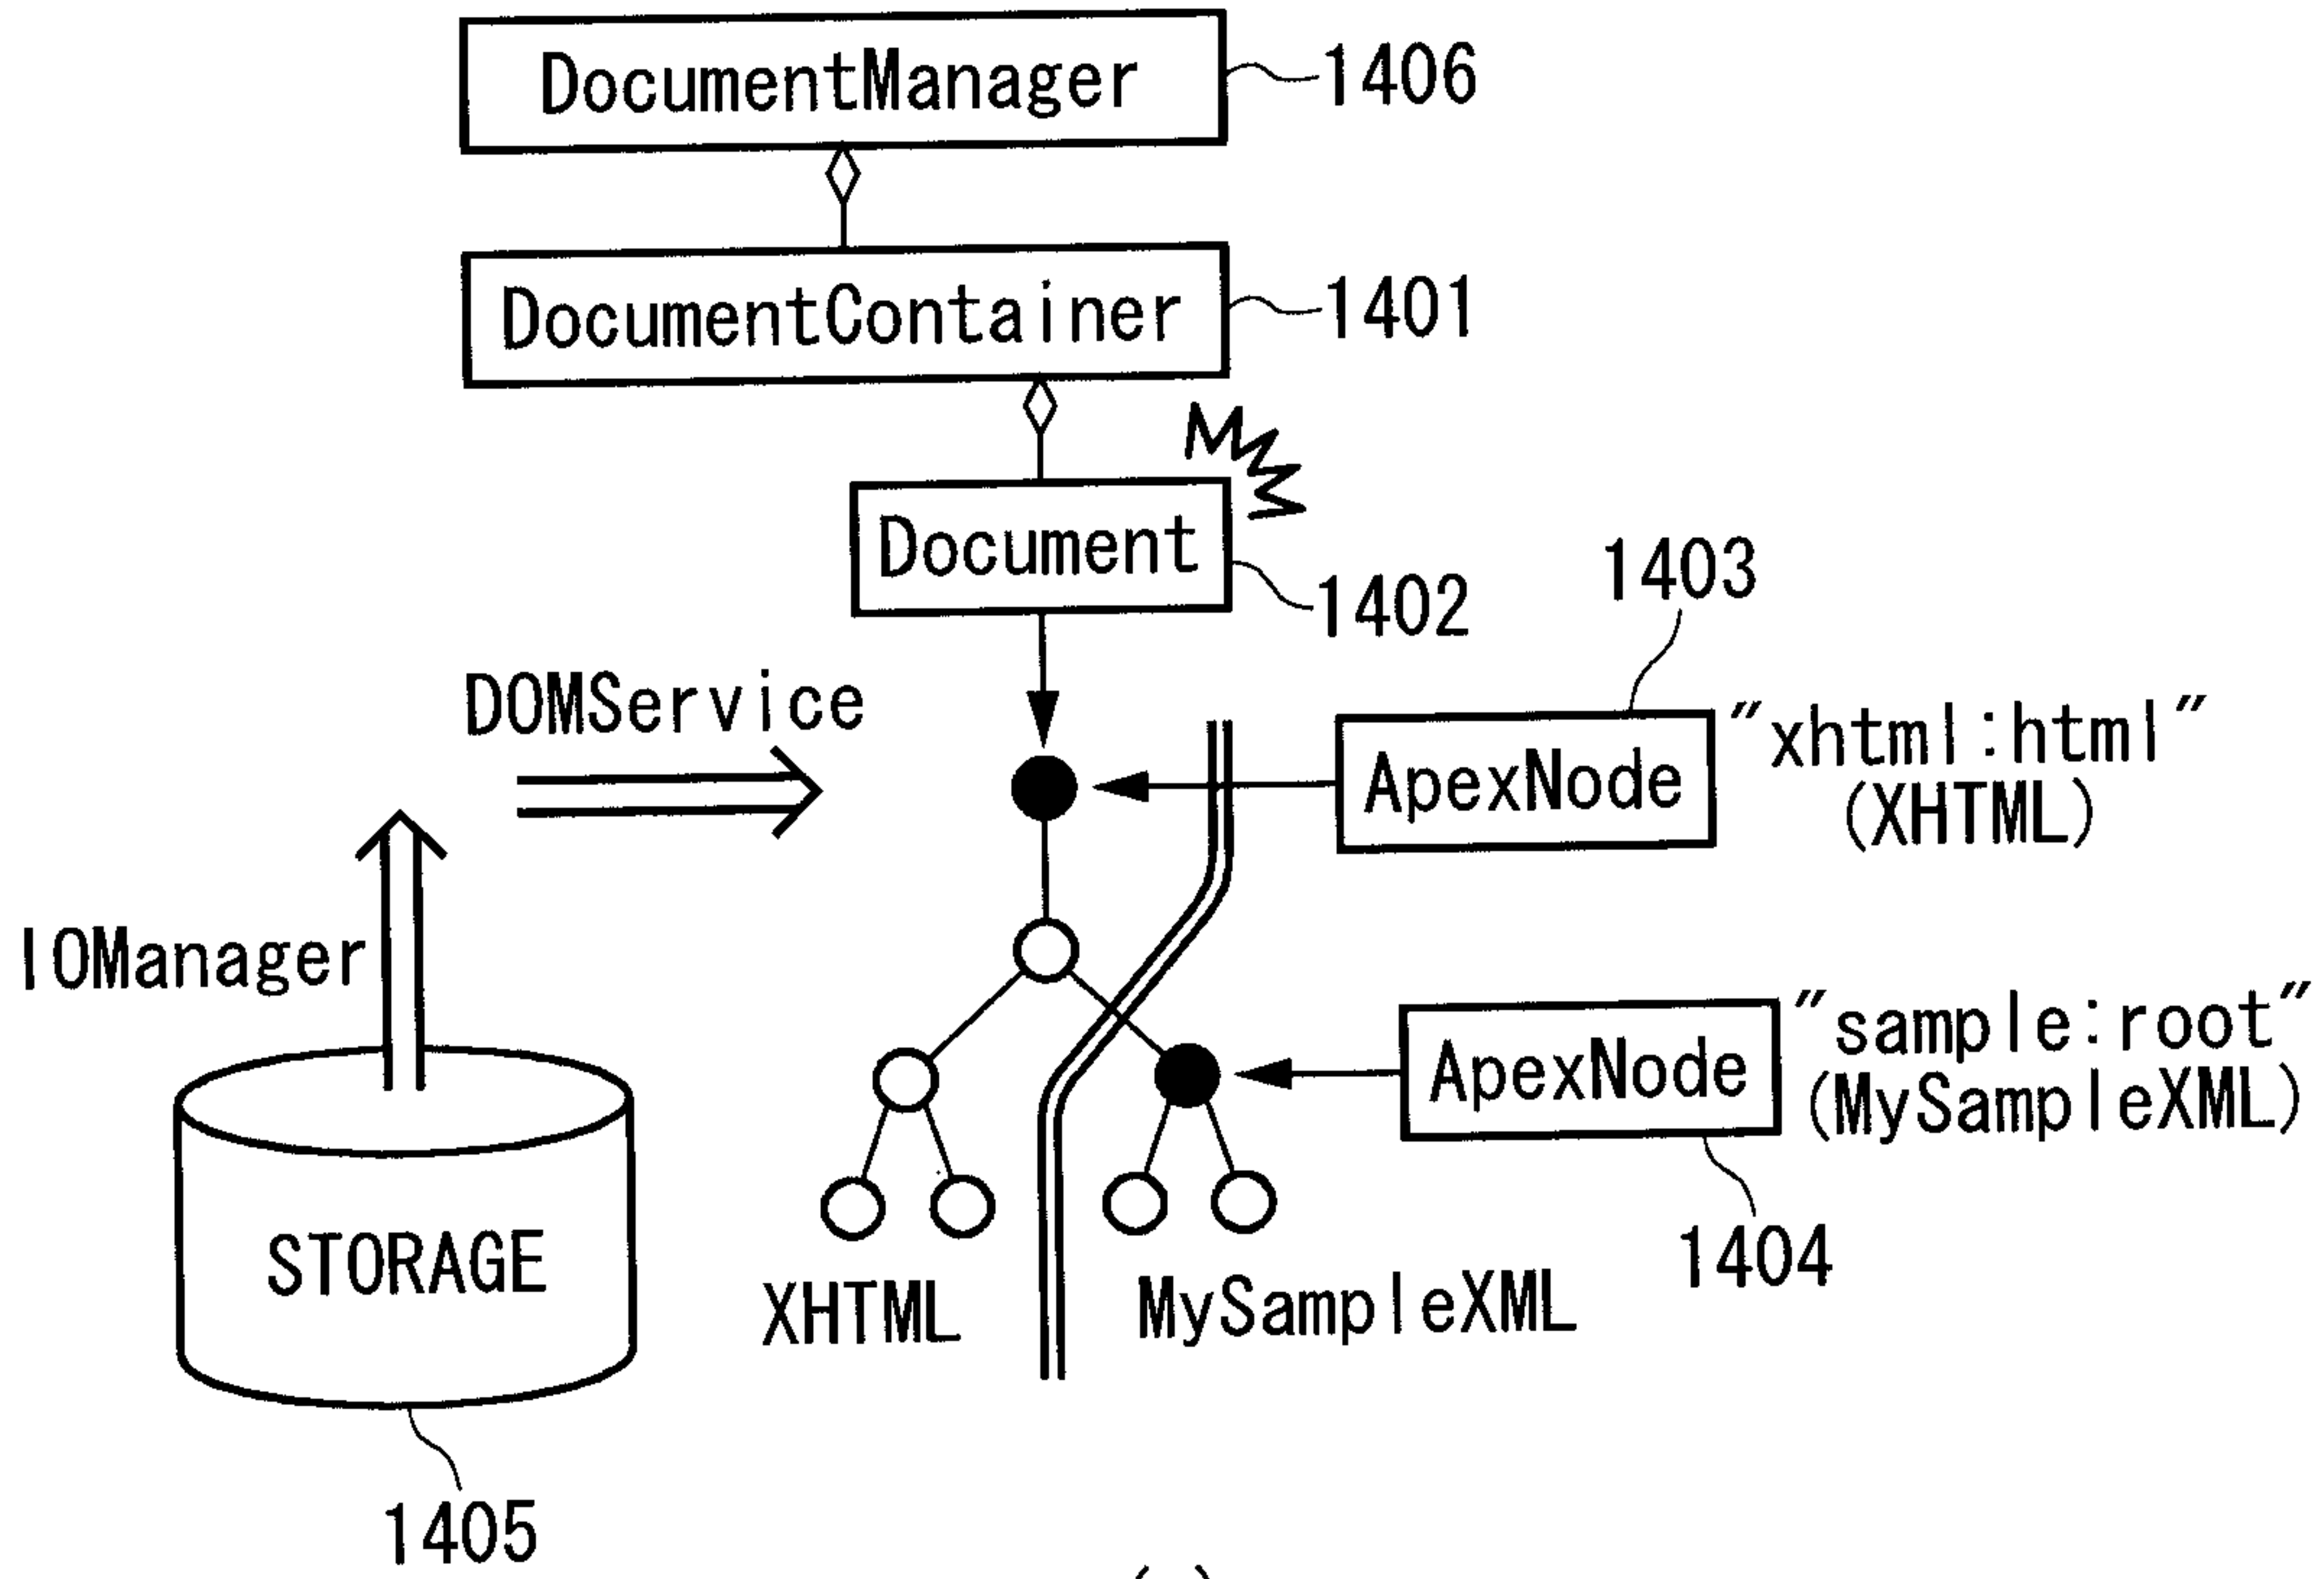 DocumentManager
1406
DocumentContainer
1401
Document
1402
1403
DOMService
ApexNode
"xhtml:html"
(XHTML)
IOManager
ApexNode
"sample:root"
(MySampleXML)
STORAGE
1404
XHTML
MySampleXML
1405